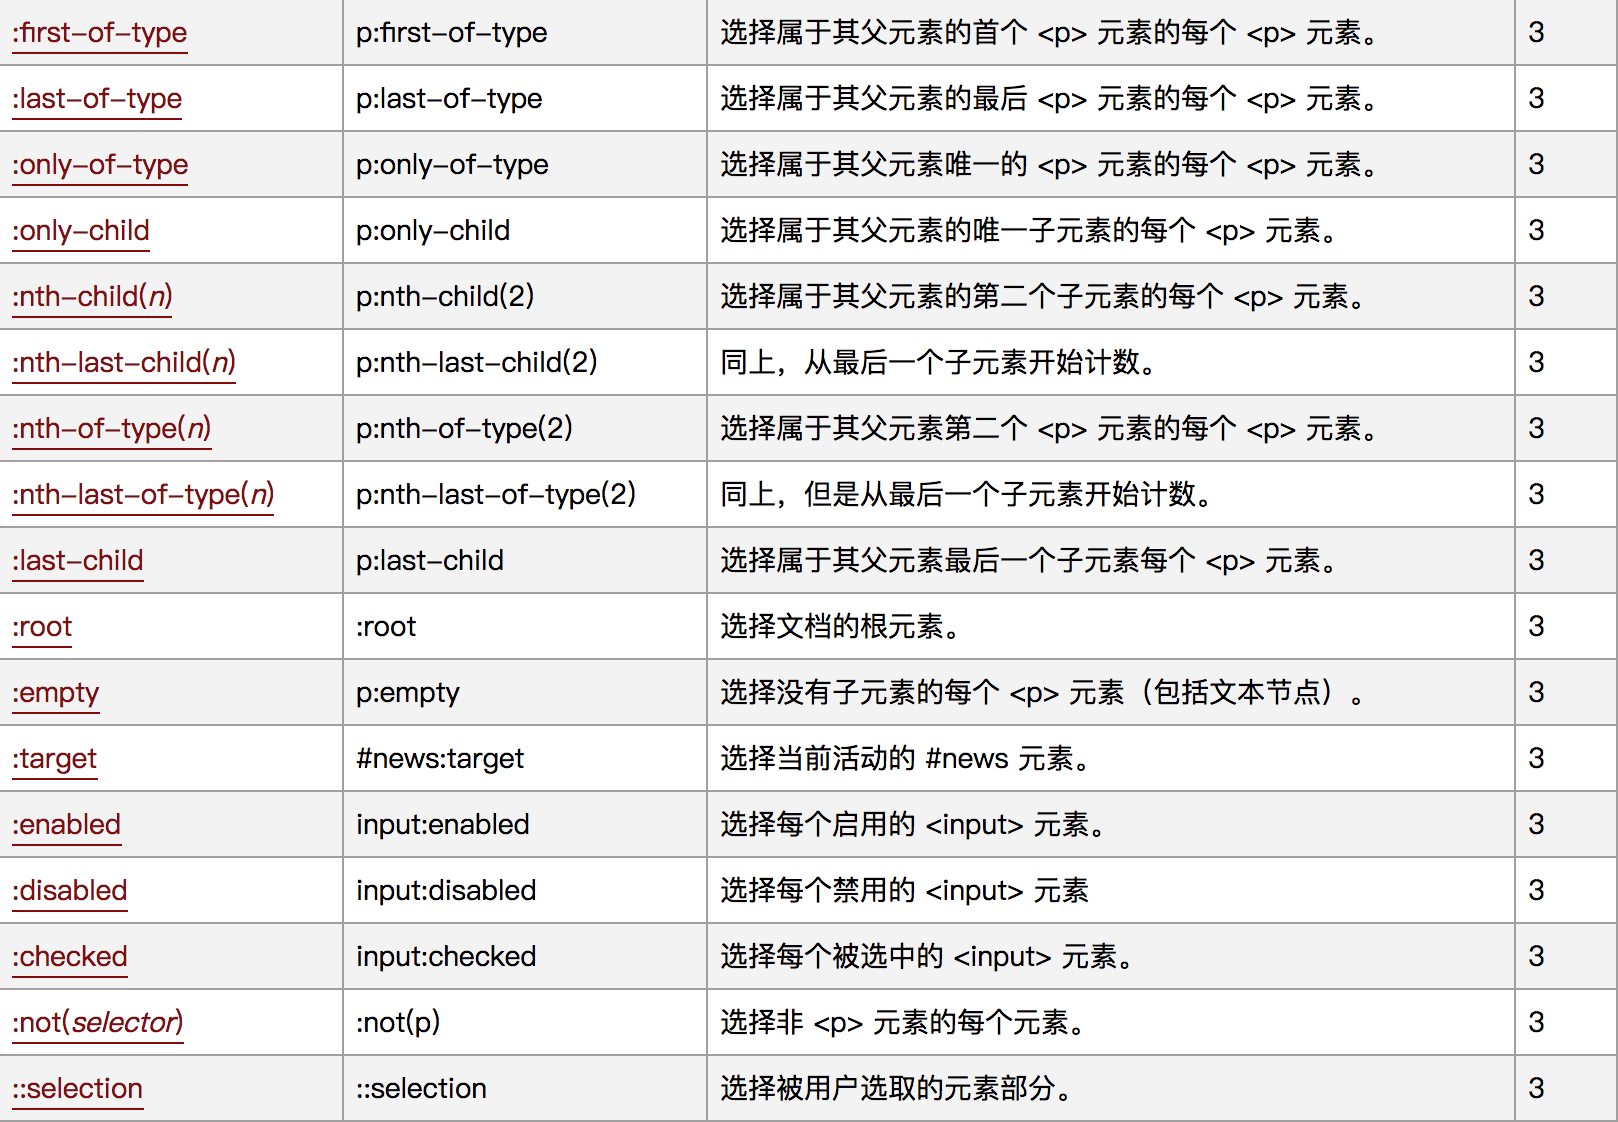 :first-of-type p:first-of-type 选择属于其父元素的首个 <p> 元素的每个 <p> 元素。 3
:last-of-type p:last-of-type 选择属于其父元素的最后 <p> 元素的每个 <p> 元素。 3
:only-of-type p:only-of-type 选择属于其父元素唯一的 <p> 元素的每个 <p> 元素。 3
:only-child p:only-child 选择属于其父元素的唯一子元素的每个 <p> 元素。 3
:nth-child(n) p:nth-child(2) 选择属于其父元素的第二个子元素的每个 <p> 元素。 3
:nth-last-child(n) p:nth-last-child(2) 同上，从最后一个子元素开始计数。 3
:nth-of-type(n) p:nth-of-type(2) 选择属于其父元素第二个 <p> 元素的每个 <p> 元素。 3
:nth-last-of-type(n) p:nth-last-of-type(2) 同上，但是从最后一个子元素开始计数。 3
:last-child p:last-child 选择属于其父元素最后一个子元素每个 <p> 元素。 3
:root :root 选择文档的根元素。 3
:empty p:empty 选择没有子元素的每个 <p> 元素（包括文本节点）。 3
:target #news:target 选择当前活动的 #news 元素。 3
:enabled input:enabled 选择每个启用的 <input> 元素。 3
:disabled input:disabled 选择每个禁用的 <input> 元素 3
:checked input:checked 选择每个被选中的 <input> 元素。 3
:not(selector) :not(p) 选择非 <p> 元素的每个元素。 3
::selection ::selection 选择被用户选取的元素部分。 3